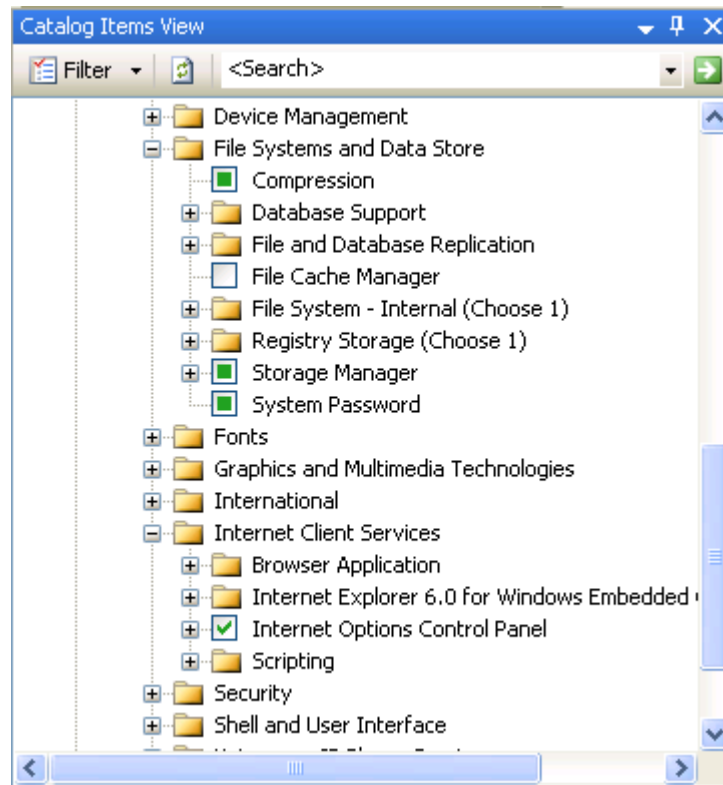 Catalog Items View
Filter <Search>
Device Management
File Systems and Data Store
Compression
Database Support
File and Database Replication
File Cache Manager
File System - Internal (Choose 1)
Registry Storage (Choose 1)
Storage Manager
System Password
Fonts
Graphics and Multimedia Technologies
International
Internet Client Services
Browser Application
Internet Explorer 6.0 for Windows Embedded
Internet Options Control Panel
Scripting
Security
Shell and User Interface